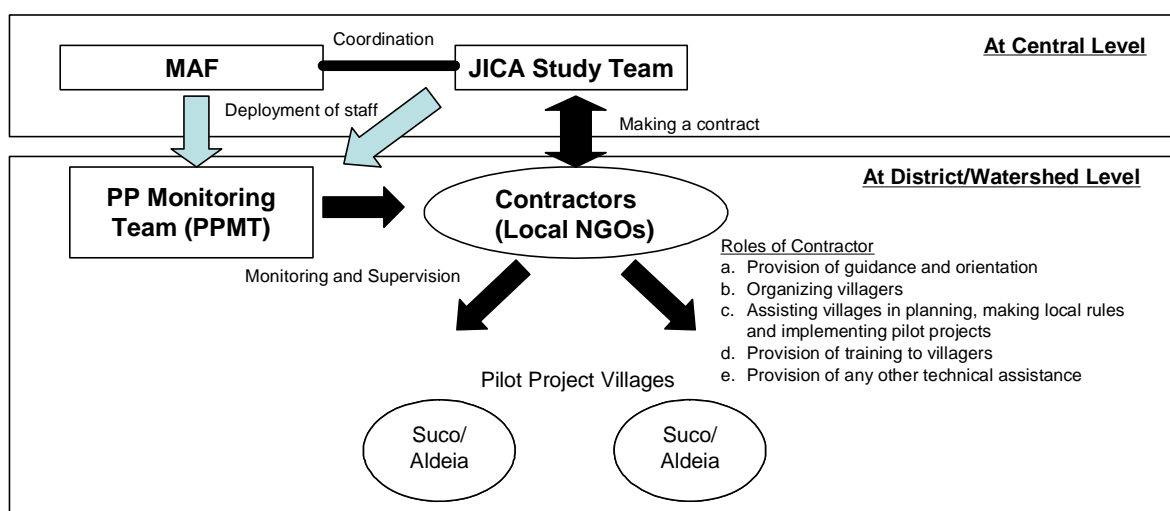 Coordination
At Central Level
MAF
JICA Study Team
Deployment of staff
Making a contract
At District/Watershed Level
PP Monitoring
Team (PPMT)
Contractors
(Local NGOs)
Monitoring and Supervision
Roles of Contractor
a. Provision of guidance and orientation
b. Organizing villagers
c. Assisting villages in planning, making local rules
and implementing pilot projects
d. Provision of training to villagers
e. Provision of any other technical assistance
Pilot Project Villages
Suco/
Aldeia
Suco/
Aldeia